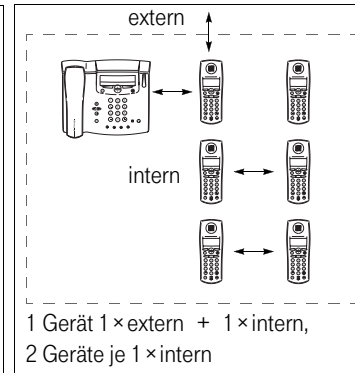 extern
intern
1 Gerät 1 × extern + 1 × intern,
2 Geräte je 1 × intern